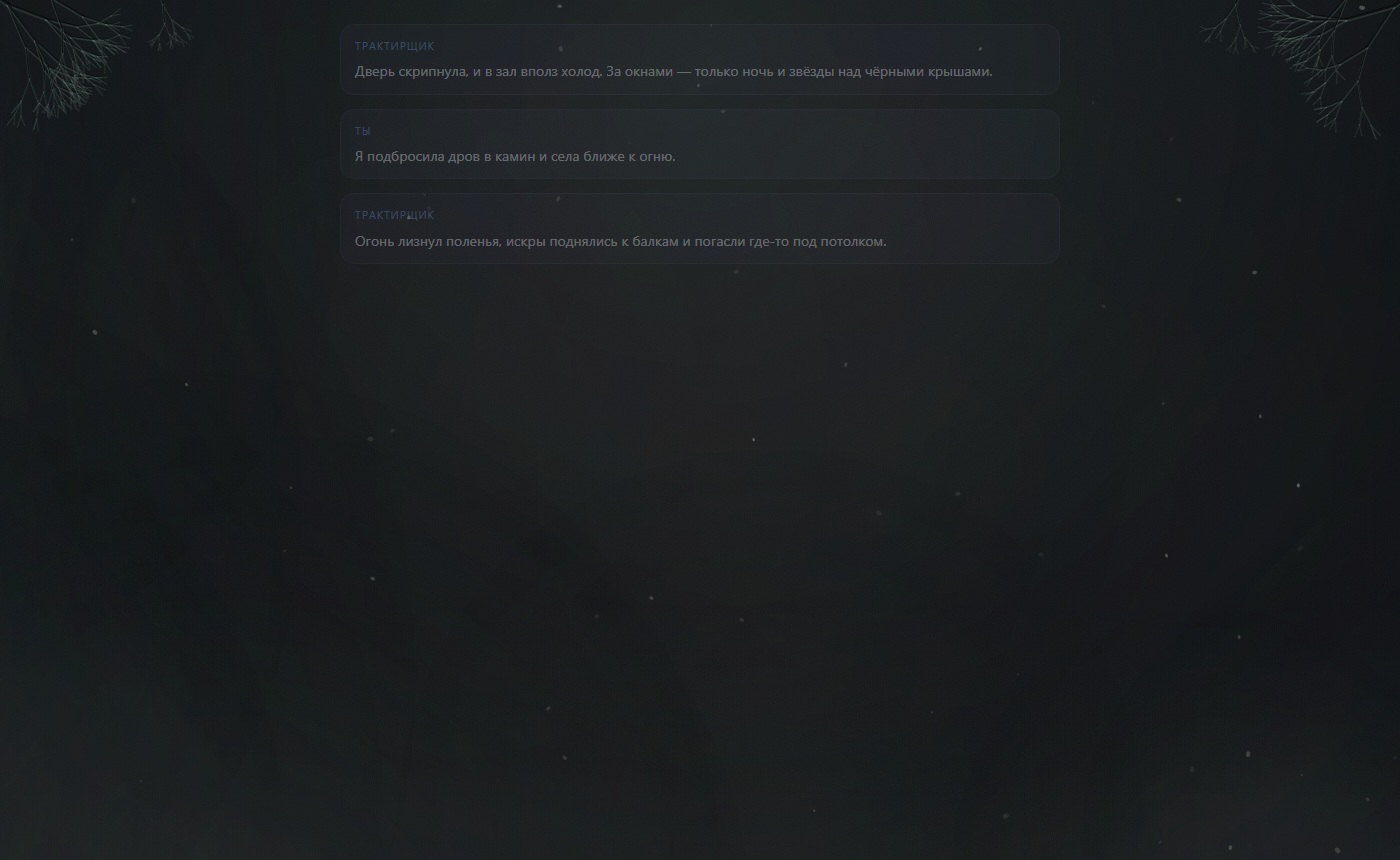 ТРАКТИРЩИК
Дверь скрипнула, и в зал вполз холод. За окнами — только ночь и звёзды над чёрными крышами.
ТЫ
Я подбросила дров в камин и села ближе к огню.
ТРАКТИРЩИК
Огонь лизнул поленья, искры поднялись к балкам и погасли где-то под потолком.